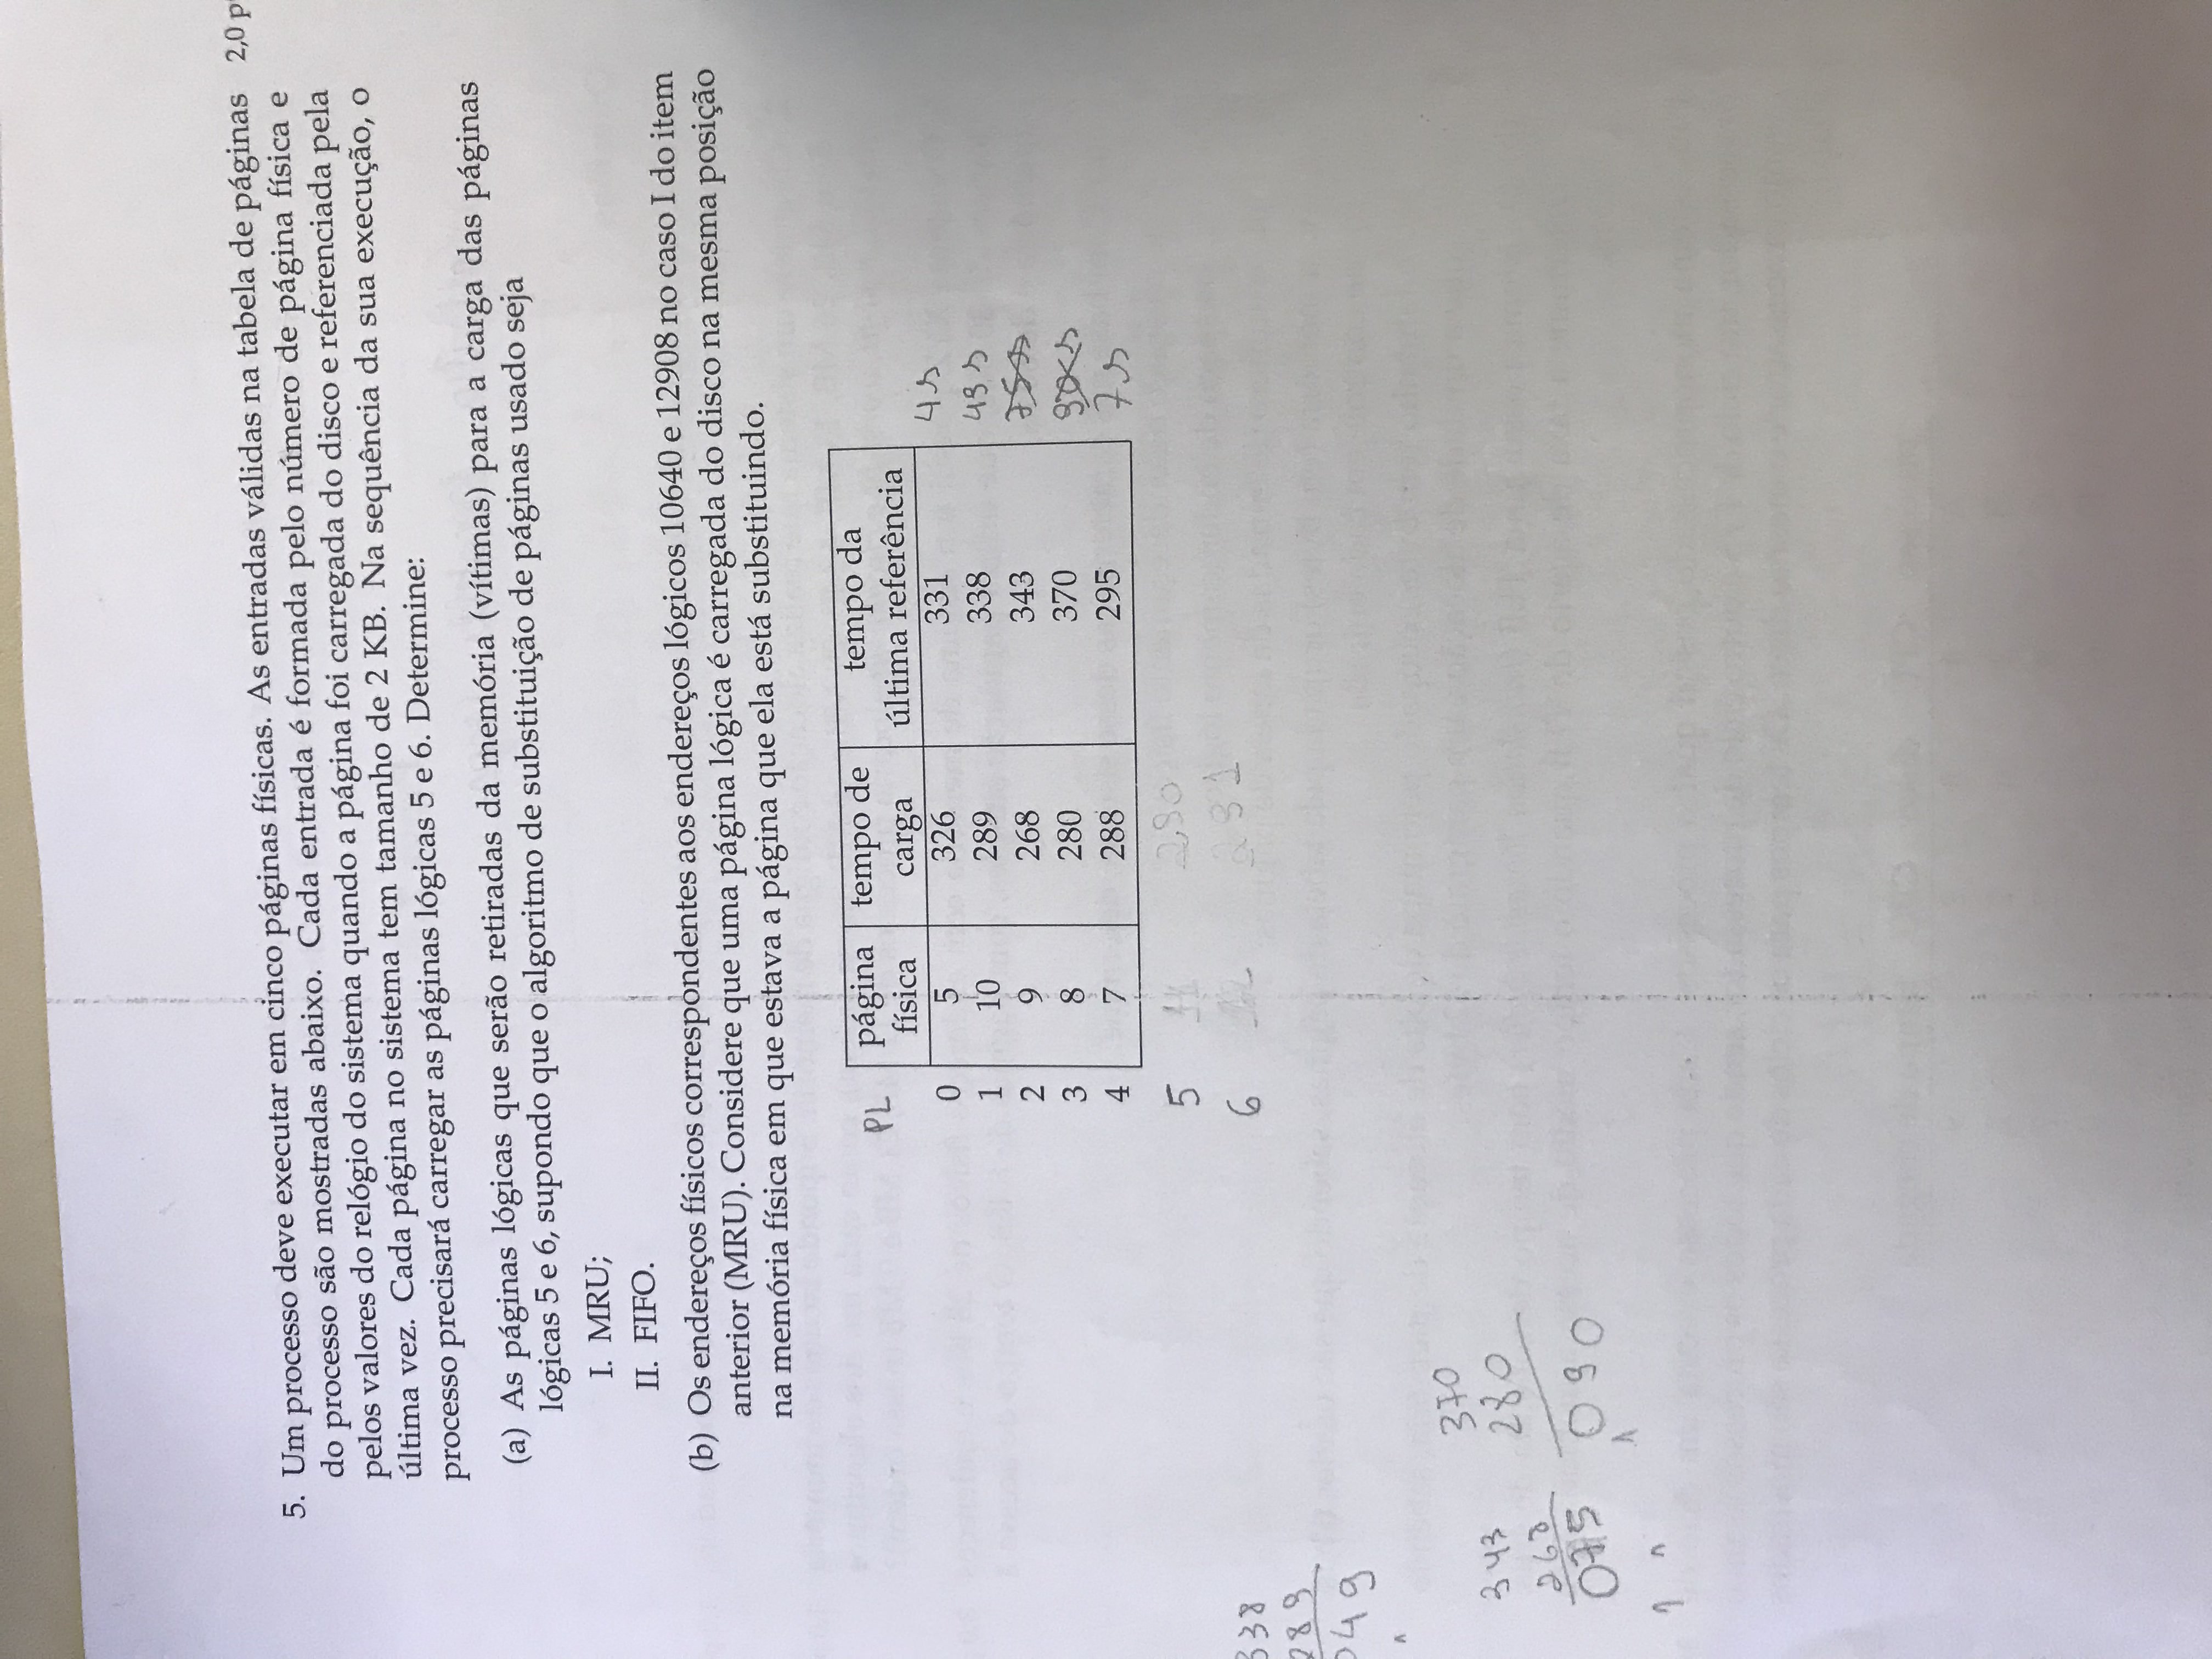 5. Um processo deve executar em cinco páginas físicas. As entradas válidas na tabela de páginas 2,0 p
do processo são mostradas abaixo. Cada entrada é formada pelo número de página física e
pelos valores do relógio do sistema quando a página foi carregada do disco e referenciada pela
última vez. Cada página no sistema tem tamanho de 2 KB. Na sequência da sua execução, o
processo precisará carregar as páginas lógicas 5 e 6. Determine:
(a) As páginas lógicas que serão retiradas da memória (vítimas) para a carga das páginas
lógicas 5 e 6, supondo que o algoritmo de substituição de páginas usado seja
I. MRU;
II. FIFO.
(b) Os endereços físicos correspondentes aos endereços lógicos 10640 e 12908 no caso I do item
anterior (MRU). Considere que uma página lógica é carregada do disco na mesma posição
na memória física em que estava a página que ela está substituindo.
PL página tempo de tempo da
física carga última referência
0 5 326 331
1 10 289 338 49 s
2 9 268 343
3 8 280 370
4 7 288 295 7 s
5
6
338
289
049
370
280
090
343
268
075